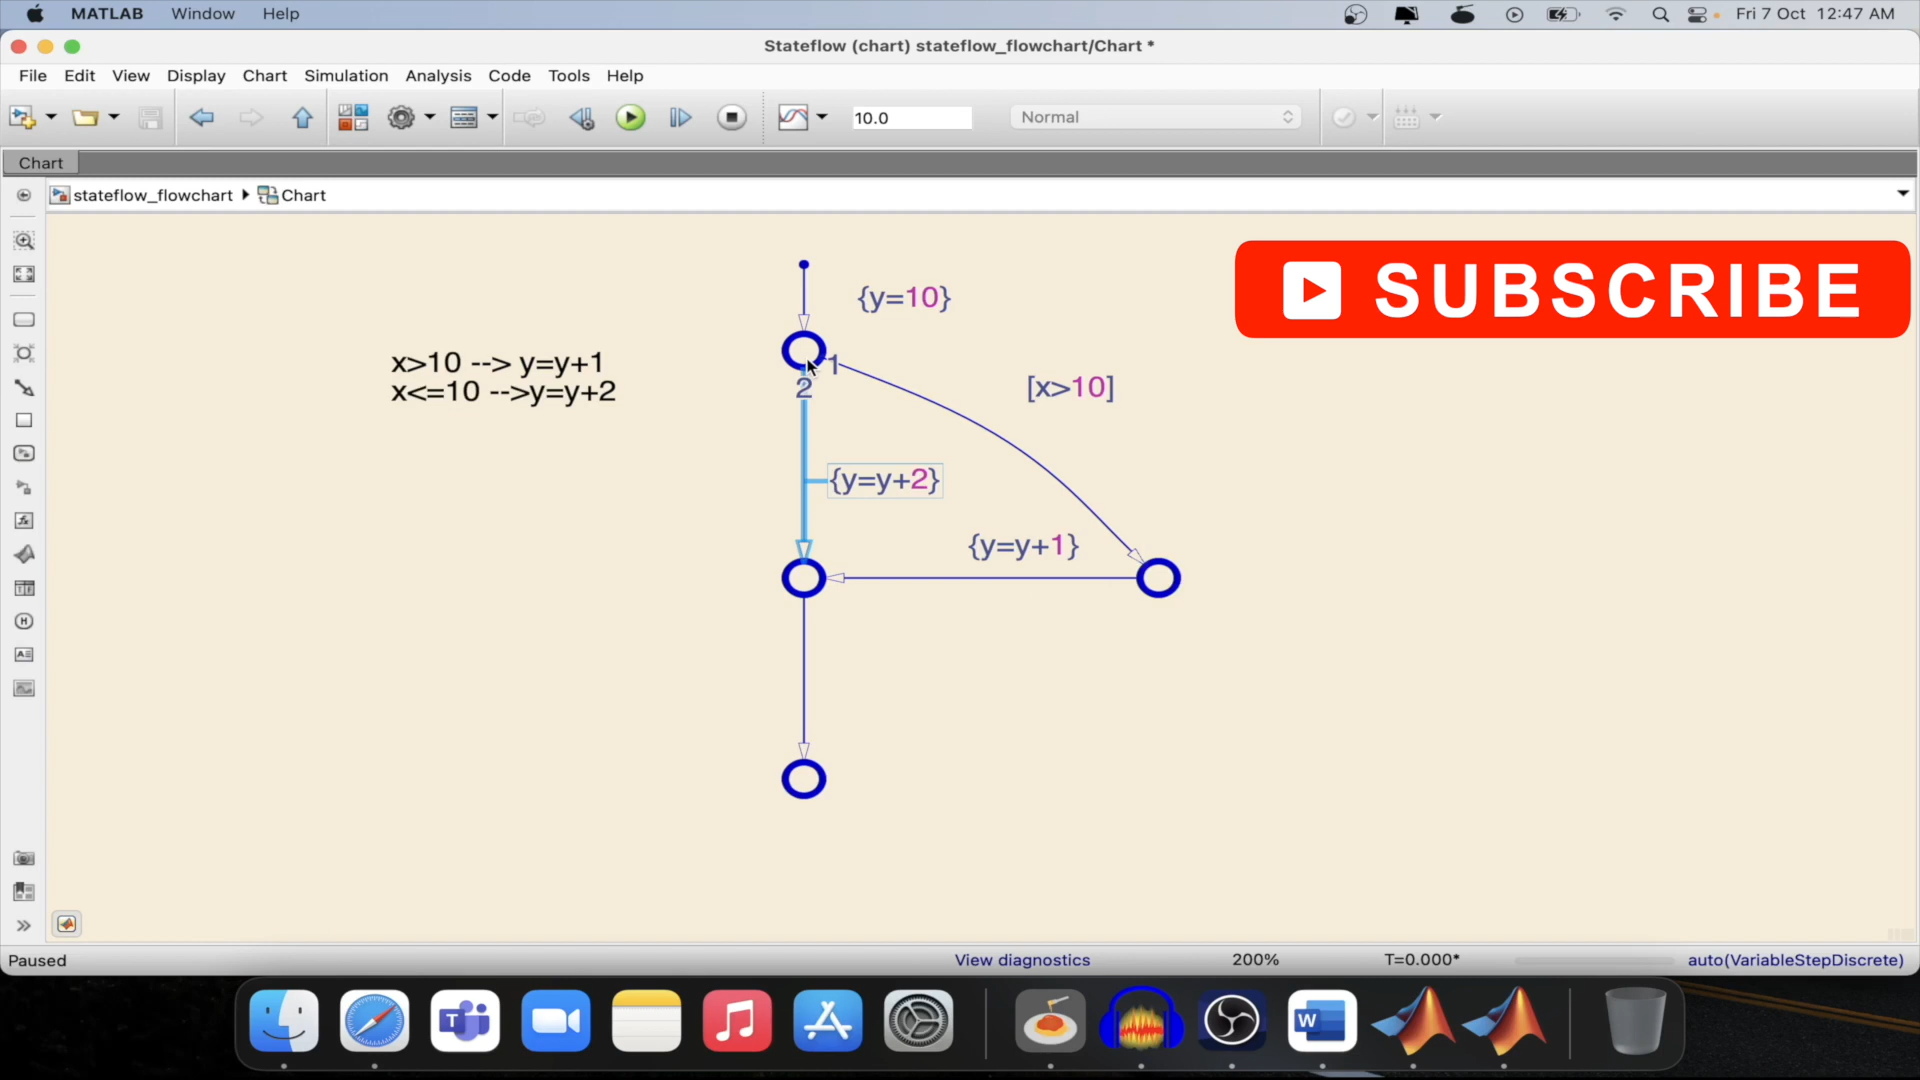 MATLAB Window Help Fri 7 Oct 12:47 AM
Stateflow (chart) stateflow_flowchart/Chart *
File Edit View Display Chart Simulation Analysis Code Tools Help
10.0 Normal
Chart
stateflow_flowchart Chart
SUBSCRIBE
{y=10}
x>10 --> y=y+1
x<=10 -->y=y+2
1
2
[x>10]
{y=y+2}
{y=y+1}
Paused View diagnostics 200% T=0.000* auto(VariableStepDiscrete)